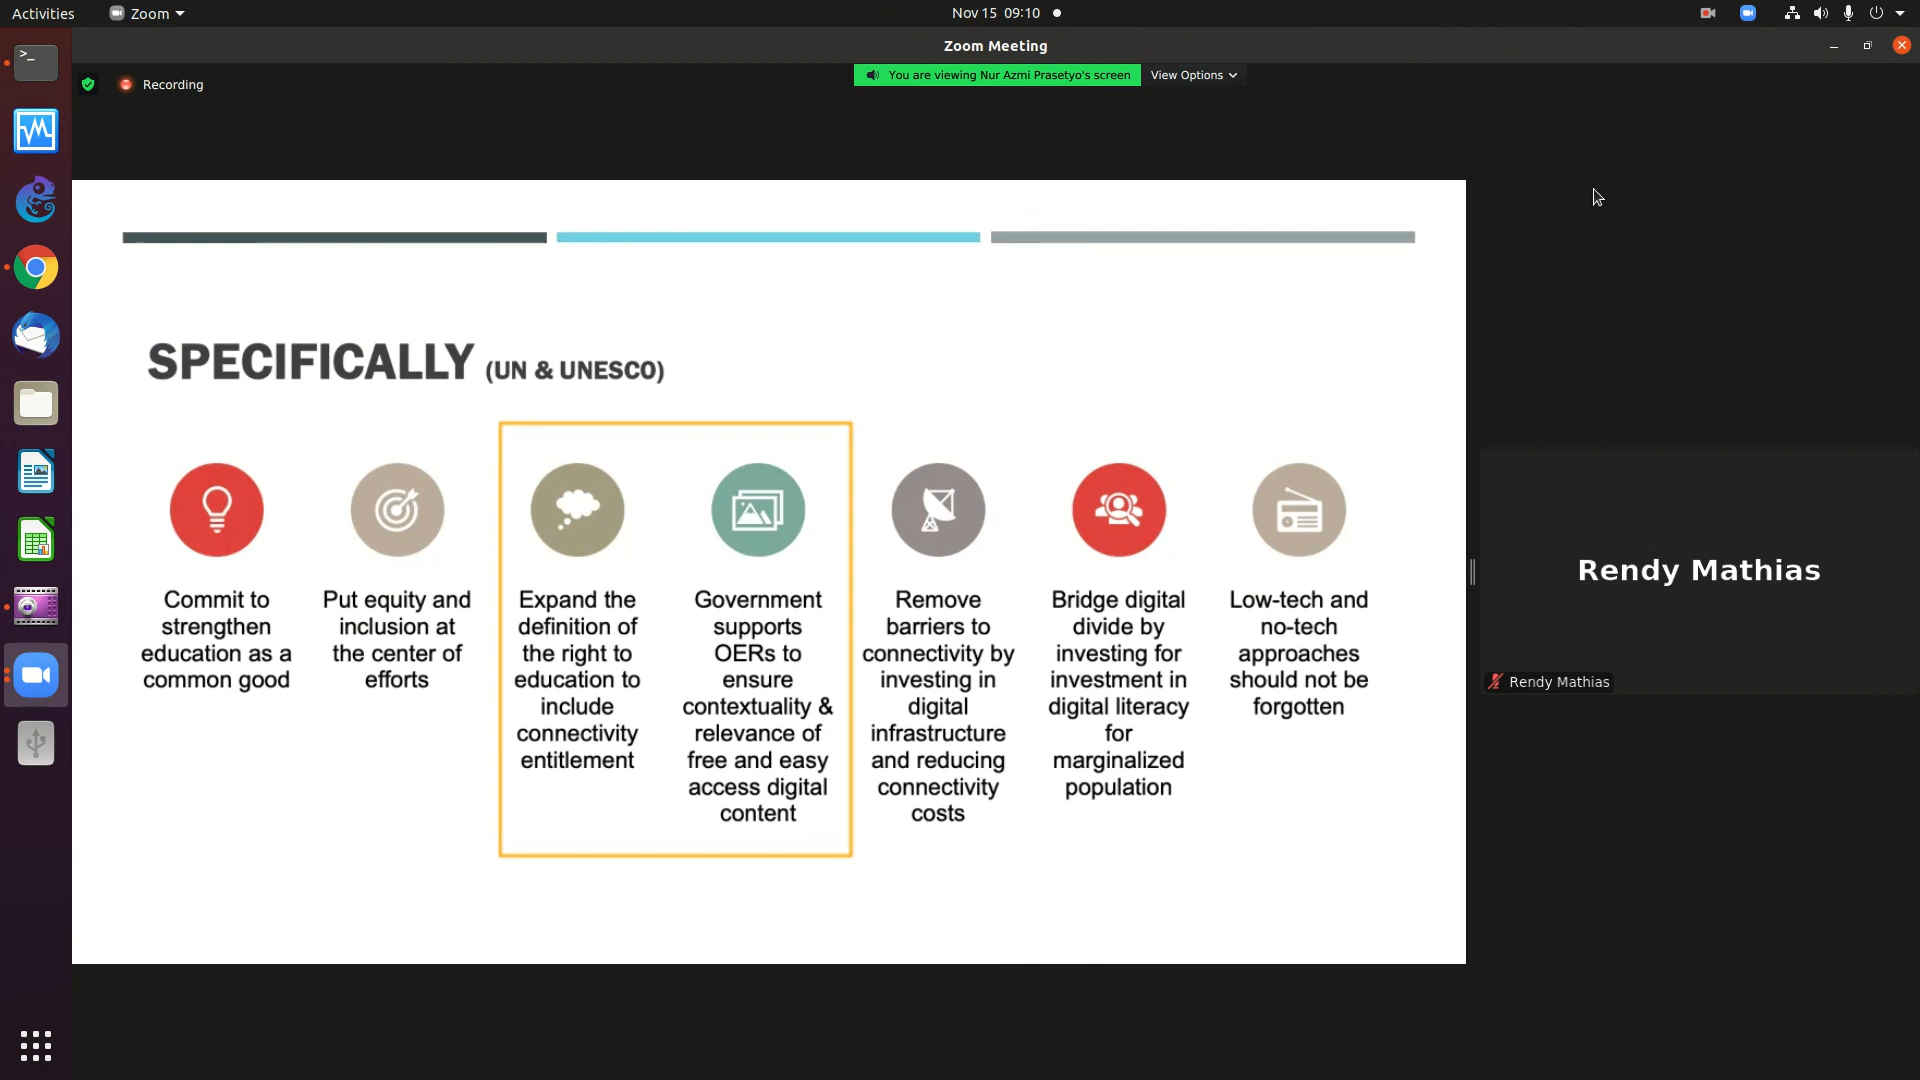 Activities
Zoom
Nov 15 09:10
Zoom Meeting
Recording
You are viewing Nur Azmi Prasetyo's screen
View Options
SPECIFICALLY (UN & UNESCO)
Commit to
strengthen
education as a
common good
Put equity and
inclusion at
the center of
efforts
Expand the
definition of
the right to
education to
include
connectivity
entitlement
Government
supports
OERs to
ensure
contextuality &
relevance of
free and easy
access digital
content
Remove
barriers to
connectivity by
investing in
digital
infrastructure
and reducing
connectivity
costs
Bridge digital
divide by
investing for
investment in
digital literacy
for
marginalized
population
Low-tech and
no-tech
approaches
should not be
forgotten
Rendy Mathias
Rendy Mathias